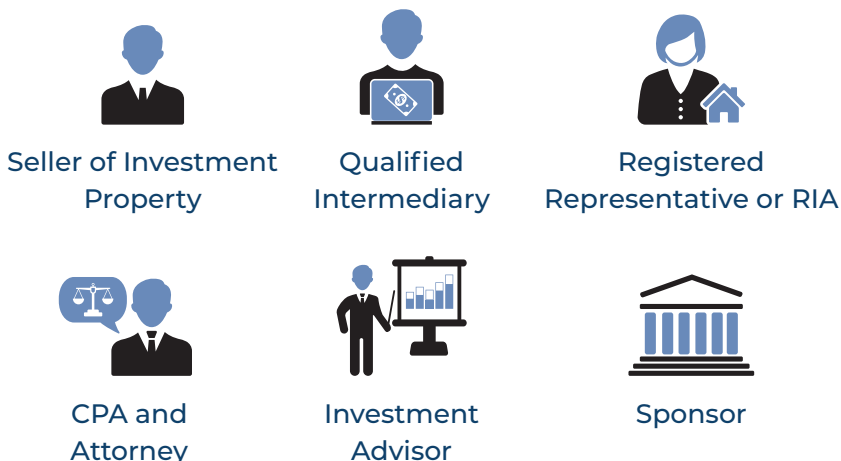 Seller of Investment
Property
Qualified
Intermediary
Registered
Representative or RIA
CPA and
Attorney
Investment
Advisor
Sponsor